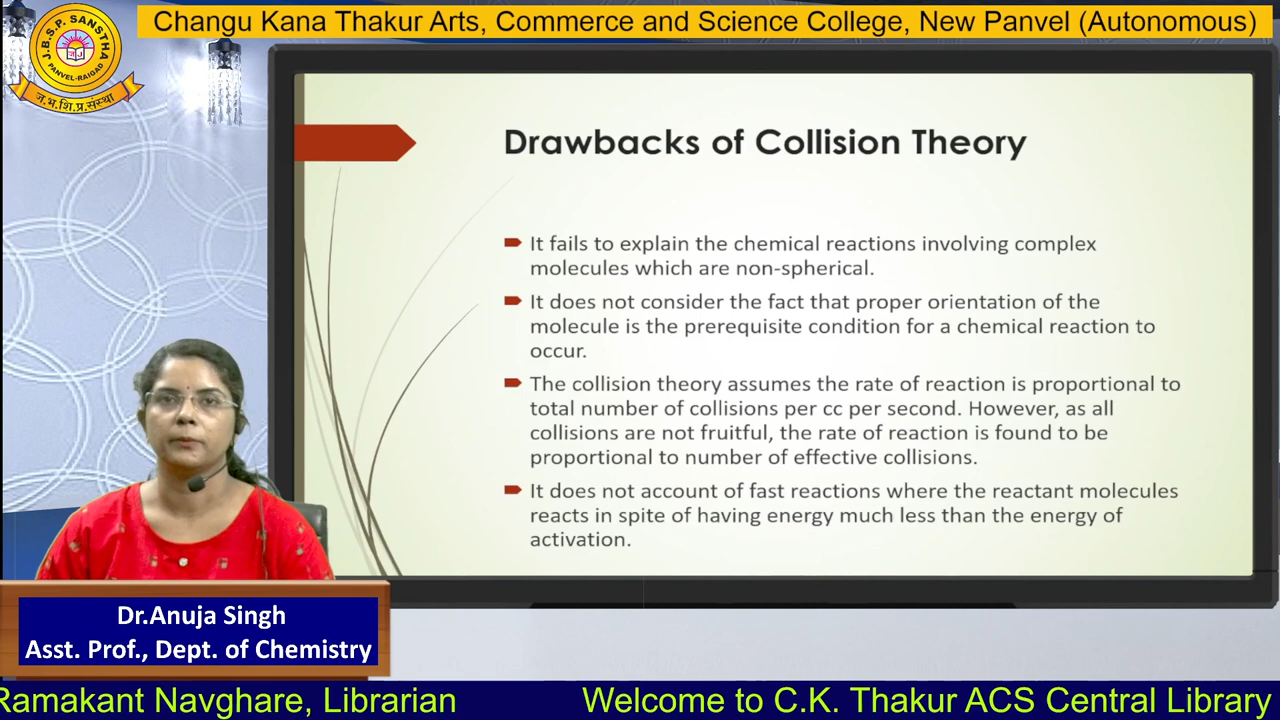 Changu Kana Thakur Arts, Commerce and Science College, New Panvel (Autonomous)
J.B.S.P. SANSTHA
PANVEL-RAIGAD
ज.भ.शि.प्र.संस्था
Drawbacks of Collision Theory
It fails to explain the chemical reactions involving complex
molecules which are non-spherical.
It does not consider the fact that proper orientation of the
molecule is the prerequisite condition for a chemical reaction to
occur.
The collision theory assumes the rate of reaction is proportional to
total number of collisions per cc per second. However, as all
collisions are not fruitful, the rate of reaction is found to be
proportional to number of effective collisions.
It does not account of fast reactions where the reactant molecules
reacts in spite of having energy much less than the energy of
activation.
Dr.Anuja Singh
Asst. Prof., Dept. of Chemistry
Ramakant Navghare, Librarian
Welcome to C.K. Thakur ACS Central Library